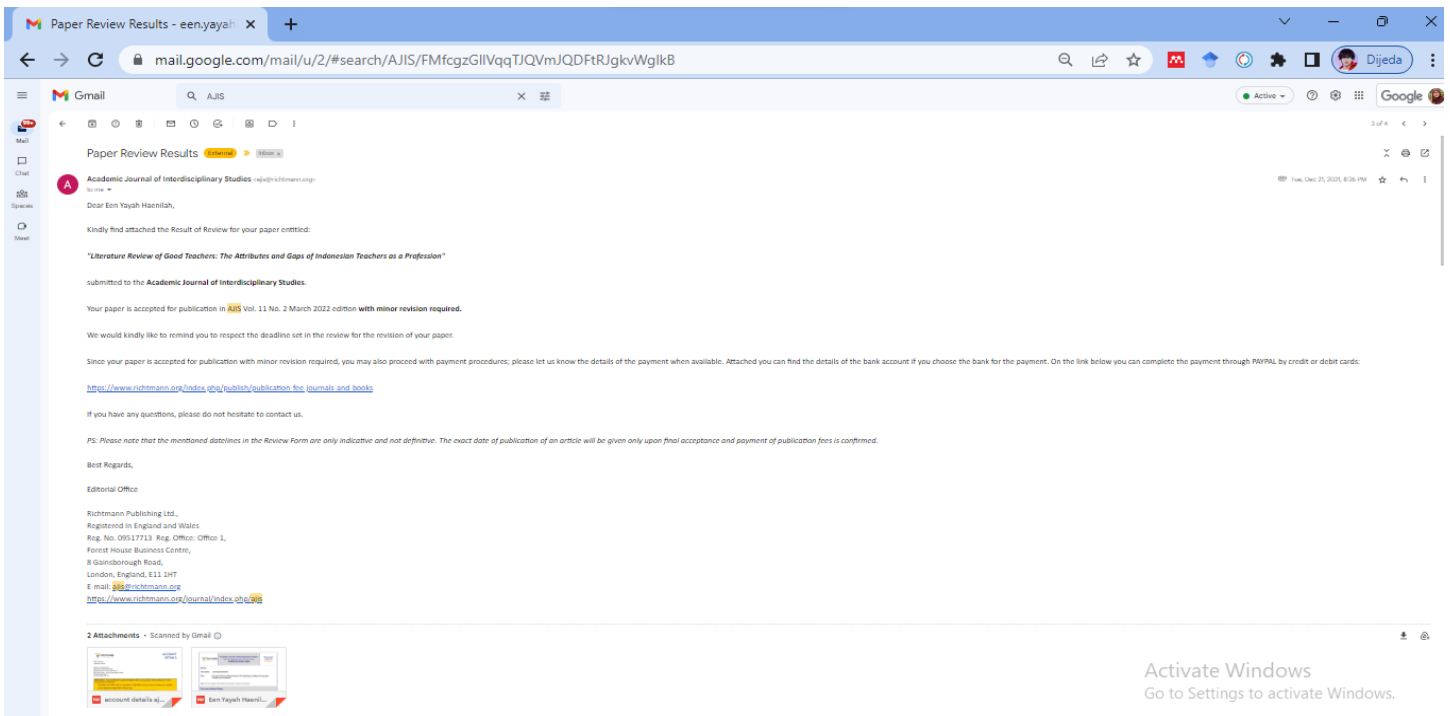 Paper Review Results - een.yayah
mail.google.com/mail/u/2/#search/AJIS/FMfcgzGllVqqTJQVmJQDFtRJgkvWglkB
Dijeda
Gmail
AJIS
Active
Google
99+
Mail
3 of 4
Paper Review Results External Inbox x
Chat
Academic Journal of Interdisciplinary Studies <ajis@richtmann.org>
Tue, Dec 21, 2021, 8:36 PM
to me
Spaces
Dear Een Yayah Haenilah,
Meet
Kindly find attached the Result of Review for your paper entitled:
"Literature Review of Good Teachers: The Attributes and Gaps of Indonesian Teachers as a Profession"
submitted to the Academic Journal of Interdisciplinary Studies.
Your paper is accepted for publication in AJIS Vol. 11 No. 2 March 2022 edition with minor revision required.
We would kindly like to remind you to respect the deadline set in the review for the revision of your paper.
Since your paper is accepted for publication with minor revision required, you may also proceed with payment procedures; please let us know the details of the payment when available. Attached you can find the details of the bank account if you choose the bank for the payment. On the link below you can complete the payment through PAYPAL by credit or debit cards:
https://www.richtmann.org/index.php/publish/publication-fee-journals-and-books
If you have any questions, please do not hesitate to contact us.
PS: Please note that the mentioned datelines in the Review Form are only indicative and not definitive. The exact date of publication of an article will be given only upon final acceptance and payment of publication fees is confirmed.
Best Regards,
Editorial Office
Richtmann Publishing Ltd.,
Registered in England and Wales
Reg. No. 09517713 Reg. Office: Office 1,
Forest House Business Centre,
8 Gainsborough Road,
London, England, E11 1HT
E-mail: ajis@richtmann.org
https://www.richtmann.org/journal/index.php/ajis
2 Attachments • Scanned by Gmail
account details aj...
Een Yayah Haenil...
Activate Windows
Go to Settings to activate Windows.